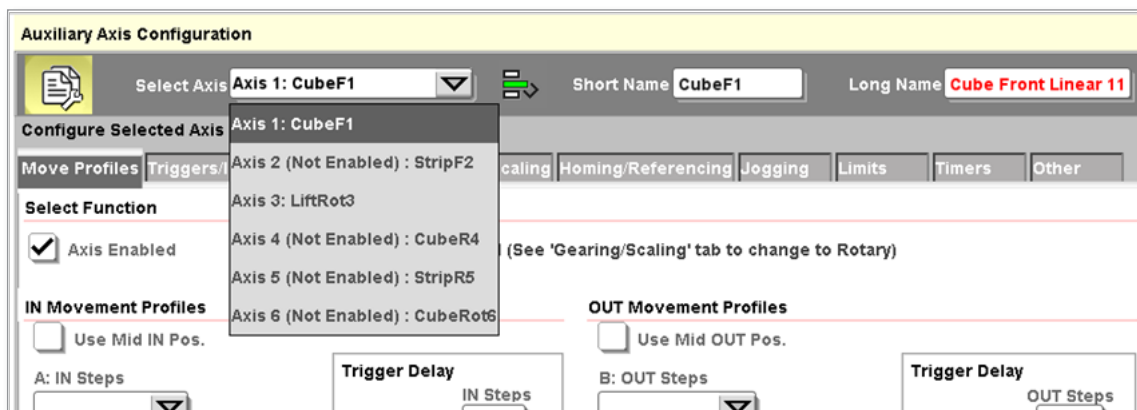 Auxiliary Axis Configuration
Select Axis Axis 1: CubeF1 Short Name CubeF1 Long Name Cube Front Linear 11
Configure Selected Axis
Axis 1: CubeF1
Axis 2 (Not Enabled) : StripF2
Axis 3: LiftRot3
Axis 4 (Not Enabled) : CubeR4
Axis 5 (Not Enabled) : StripR5
Axis 6 (Not Enabled) : CubeRot6
Move Profiles Triggers/I caling Homing/Referencing Jogging Limits Timers Other
Select Function
Axis Enabled (See 'Gearing/Scaling' tab to change to Rotary)
IN Movement Profiles OUT Movement Profiles
Use Mid IN Pos. Use Mid OUT Pos.
A: IN Steps Trigger Delay B: OUT Steps Trigger Delay
IN Steps OUT Steps